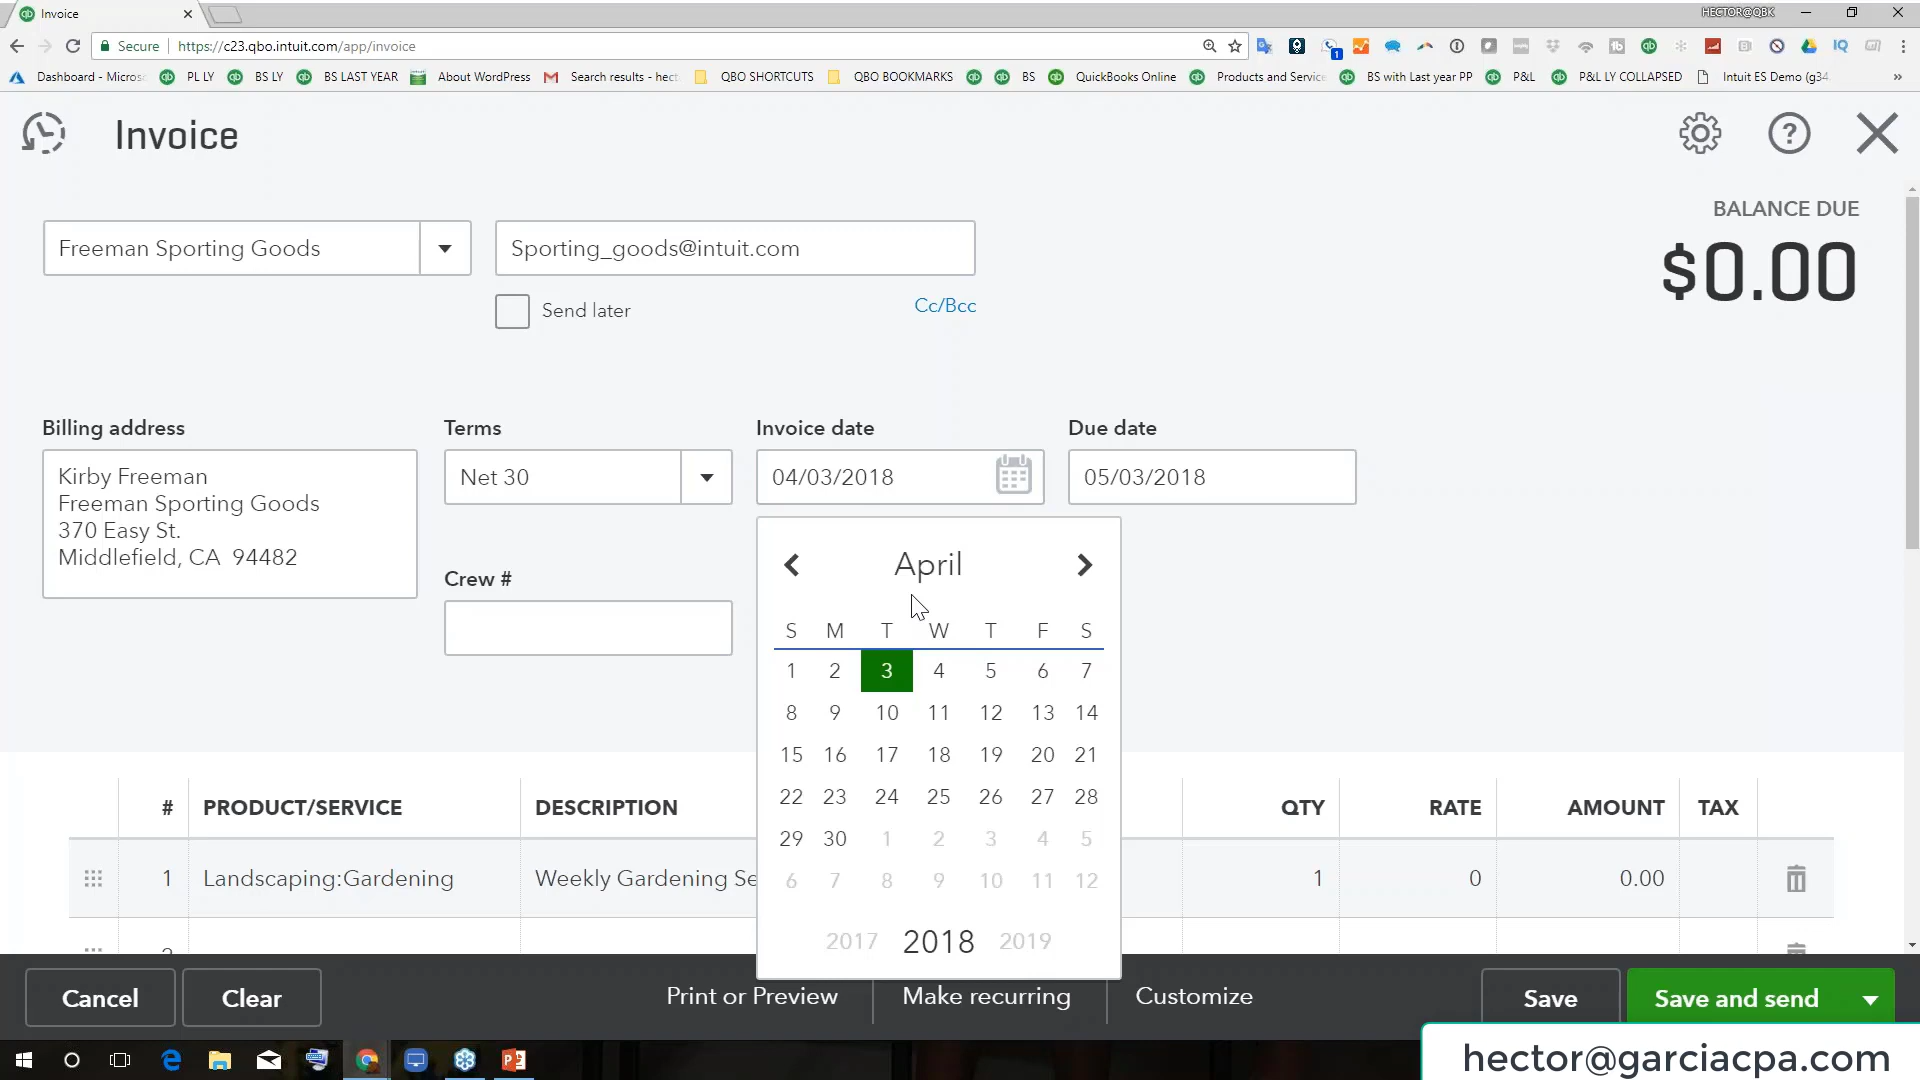 Invoice
HECTOR@QBK
Secure https://c23.qbo.intuit.com/app/invoice
1
IQ
Dashboard - Micros PL LY BS LY BS LAST YEAR About WordPress Search results - hect QBO SHORTCUTS QBO BOOKMARKS BS QuickBooks Online Products and Service BS with Last year PP P&L P&L LY COLLAPSED Intuit ES Demo (g34 »
Invoice
BALANCE DUE
$0.00
Freeman Sporting Goods Sporting_goods@intuit.com
Send later Cc/Bcc
Billing address Terms Invoice date Due date
Kirby Freeman
Freeman Sporting Goods
370 Easy St.
Middlefield, CA 94482
Net 30 04/03/2018 05/03/2018
Crew #
April
S M T W T F S
1 2 3 4 5 6 7
8 9 10 11 12 13 14
15 16 17 18 19 20 21
22 23 24 25 26 27 28
29 30 1 2 3 4 5
6 7 8 9 10 11 12
2017 2018 2019
# PRODUCT/SERVICE DESCRIPTION QTY RATE AMOUNT TAX
1 Landscaping:Gardening Weekly Gardening Se 1 0 0.00
Cancel Clear Print or Preview Make recurring Customize Save Save and send
hector@garciacpa.com